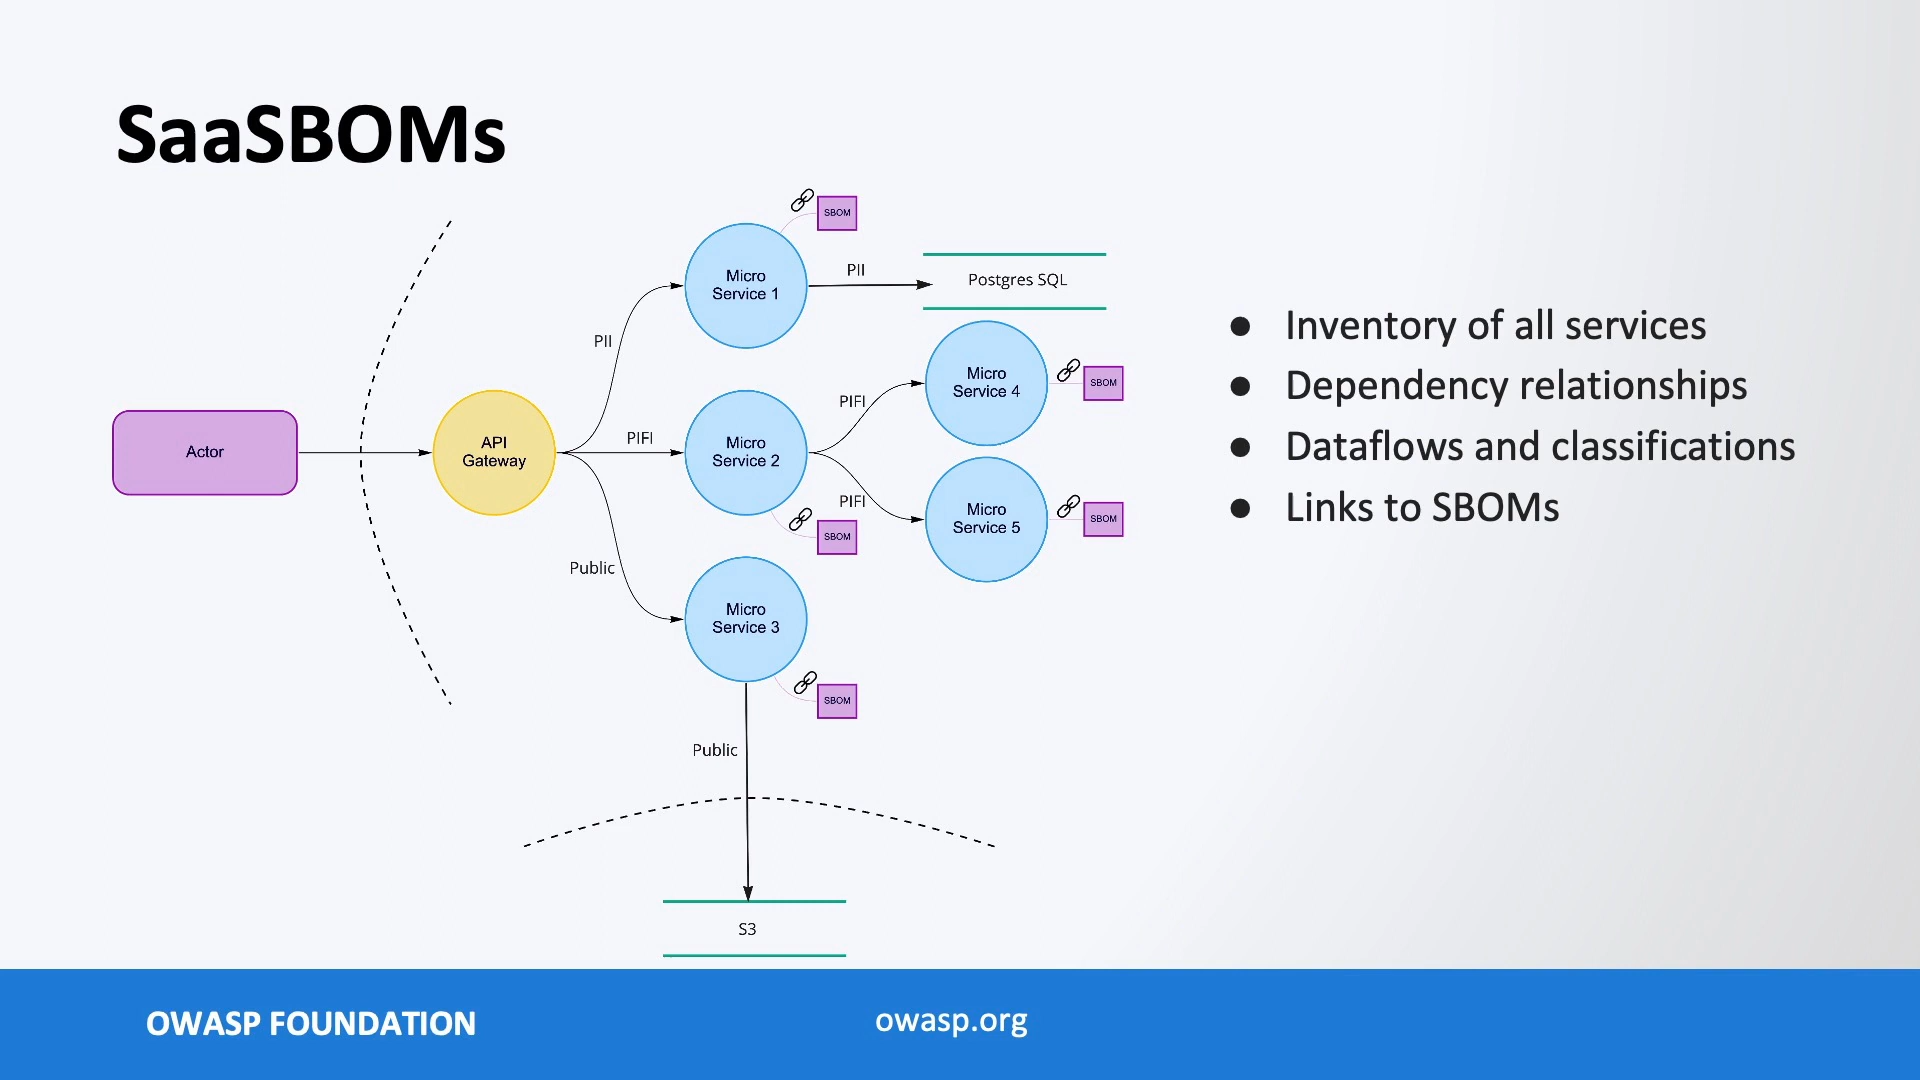 SaaSBOMs
SBOM
Micro
Service 1
PII
Postgres SQL
PII
Micro
Service 4
SBOM
PIFI
Actor
API
Gateway
PIFI
Micro
Service 2
PIFI
Micro
Service 5
SBOM
SBOM
Public
Micro
Service 3
SBOM
Public
S3
● Inventory of all services
● Dependency relationships
● Dataflows and classifications
● Links to SBOMs
OWASP FOUNDATION
owasp.org